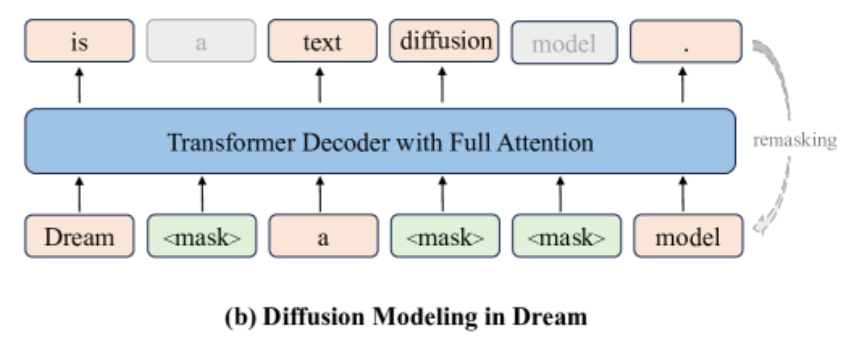 is a text diffusion model .
Transformer Decoder with Full Attention
remasking
Dream <mask> a <mask> <mask> model
(b) Diffusion Modeling in Dream